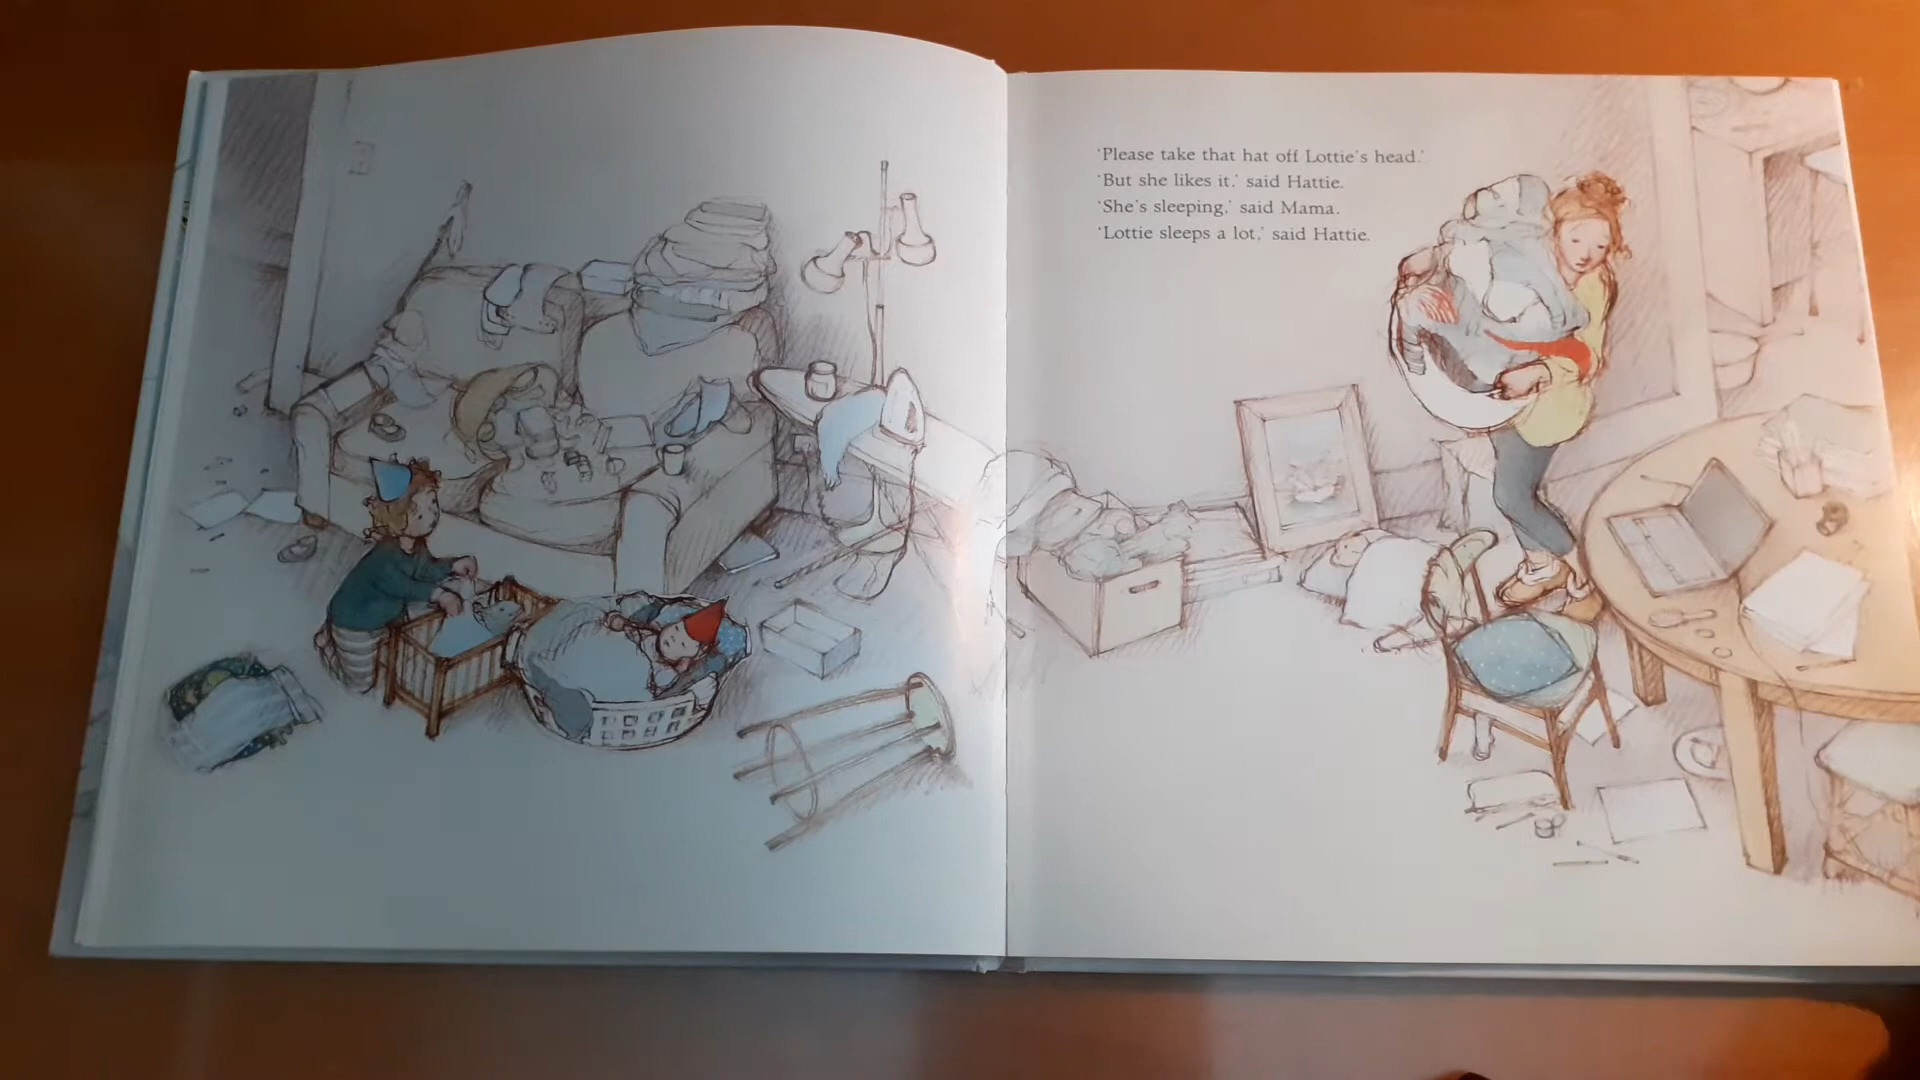 ‘Please take that hat off Lottie’s head.’
‘But she likes it,’ said Hattie.
‘She’s sleeping,’ said Mama.
‘Lottie sleeps a lot,’ said Hattie.